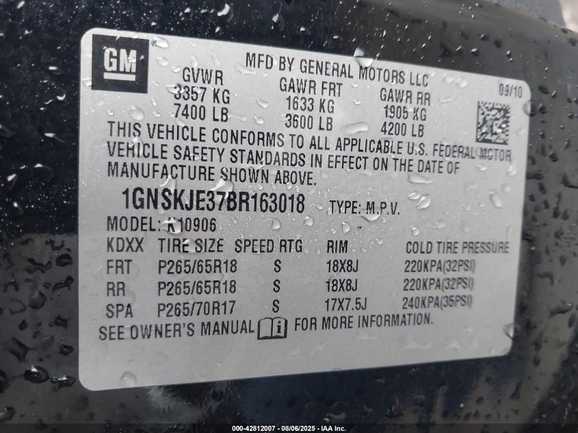 GM
MFD BY GENERAL MOTORS LLC
09/10
GVWR GAWR FRT GAWR RR
3357 KG 1633 KG 1905 KG
7400 LB 3600 LB 4200 LB
THIS VEHICLE CONFORMS TO ALL APPLICABLE U.S. FEDERAL MOTOR
VEHICLE SAFETY STANDARDS IN EFFECT ON THE DATE OF
MANUFACTURE SHOWN ABOVE.
1GNSKJE37BR163018 TYPE: M.P.V.
MODEL: 10906
KDXX TIRE SIZE SPEED RTG RIM COLD TIRE PRESSURE
FRT P265/65R18 S 18X8J 220KPA(32PSI)
RR P265/65R18 S 18X8J 220KPA(32PSI)
SPA P265/70R17 S 17X7.5J 240KPA(35PSI)
SEE OWNER'S MANUAL FOR MORE INFORMATION.
000-42812007 - 08/06/2025 - IAA Inc.